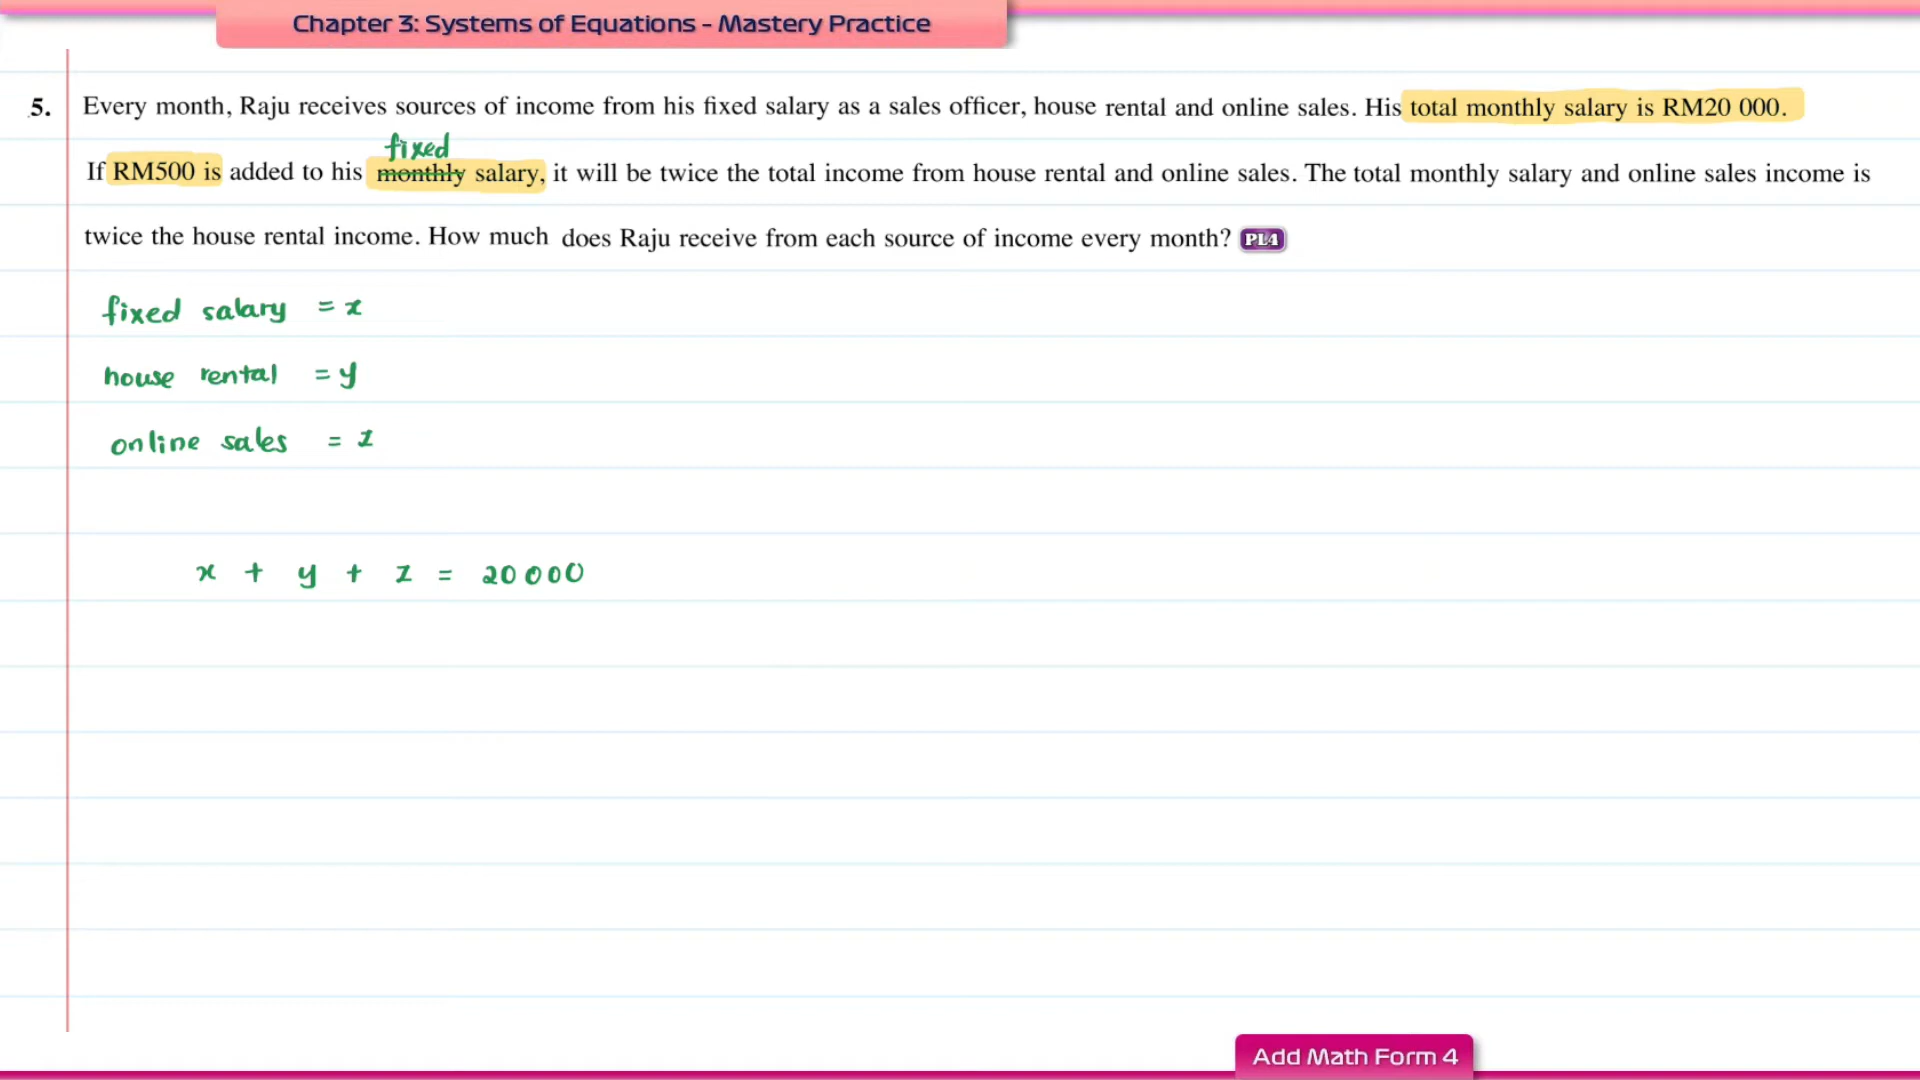 Chapter 3: Systems of Equations - Mastery Practice
5. Every month, Raju receives sources of income from his fixed salary as a sales officer, house rental and online sales. His total monthly salary is RM20 000.
fixed
If RM500 is added to his monthly salary, it will be twice the total income from house rental and online sales. The total monthly salary and online sales income is
twice the house rental income. How much does Raju receive from each source of income every month? PL4
fixed salary = x
house rental = y
online sales = z
x + y + z = 20000
Add Math Form 4